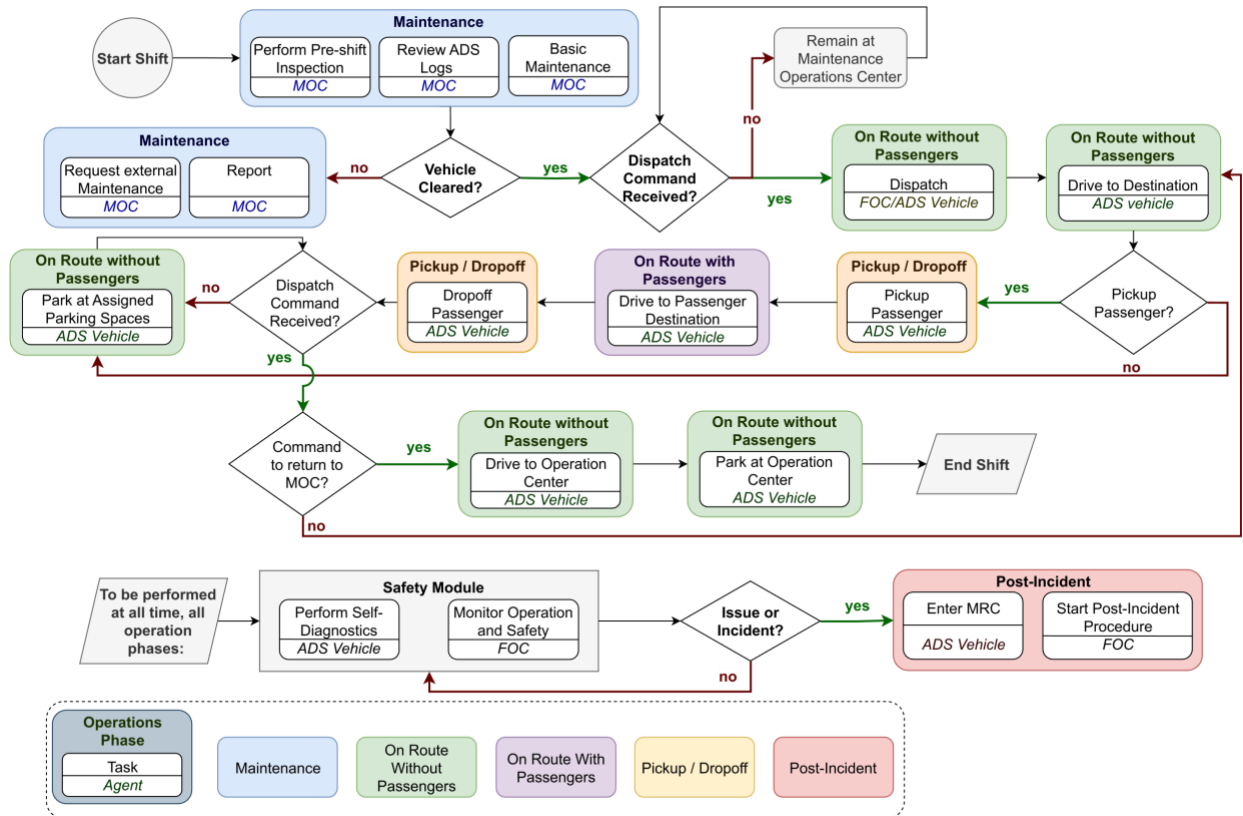 Start Shift
Maintenance
Perform Pre-shift
Inspection
MOC
Review ADS
Logs
MOC
Basic
Maintenance
MOC
Remain at
Maintenance
Operations Center
no
Maintenance
Request external
Maintenance
MOC
Report
MOC
no
Vehicle
Cleared?
yes
Dispatch
Command
Received?
yes
On Route without
Passengers
Dispatch
FOC/ADS Vehicle
On Route without
Passengers
Drive to Destination
ADS vehicle
On Route without
Passengers
Park at Assigned
Parking Spaces
ADS Vehicle
no
Dispatch
Command
Received?
yes
Pickup / Dropoff
Dropoff
Passenger
ADS Vehicle
On Route with
Passengers
Drive to Passenger
Destination
ADS Vehicle
Pickup / Dropoff
Pickup
Passenger
ADS Vehicle
yes
Pickup
Passenger?
no
Command
to return to
MOC?
yes
no
On Route without
Passengers
Drive to Operation
Center
ADS Vehicle
On Route without
Passengers
Park at Operation
Center
ADS Vehicle
End Shift
To be performed
at all time, all
operation
phases:
Safety Module
Perform Self-
Diagnostics
ADS Vehicle
Monitor Operation
and Safety
FOC
Issue or
Incident?
yes
no
Post-Incident
Enter MRC
ADS Vehicle
Start Post-Incident
Procedure
FOC
Operations
Phase
Task
Agent
Maintenance
On Route
Without
Passengers
On Route With
Passengers
Pickup / Dropoff
Post-Incident